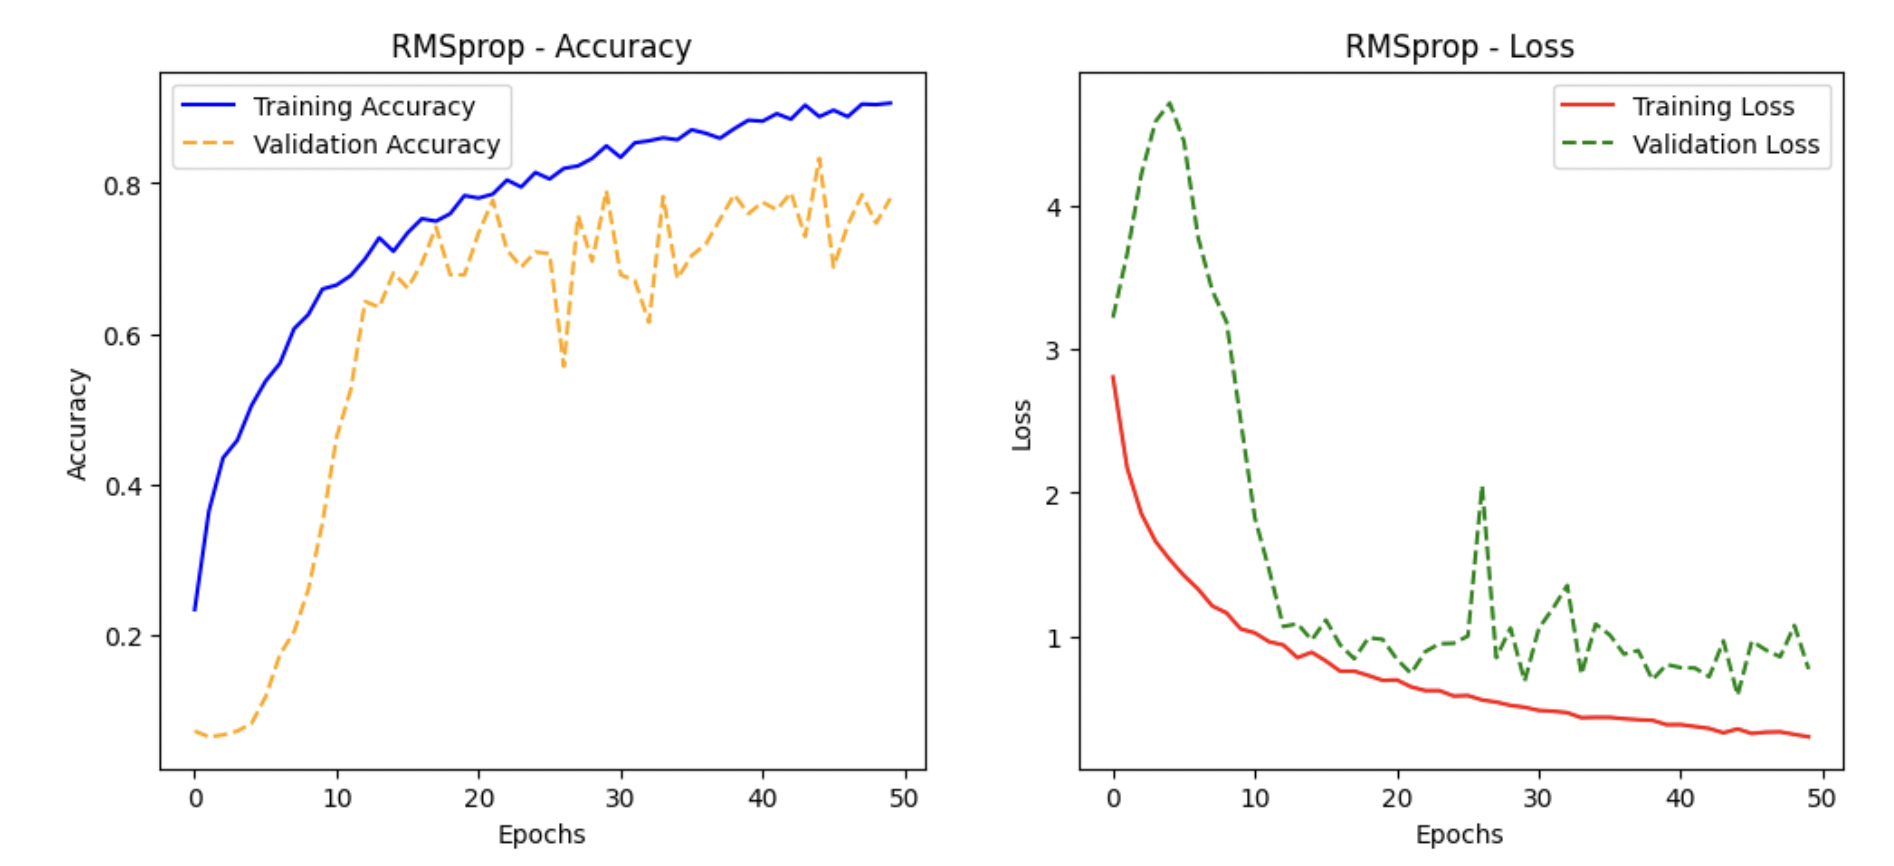 RMSprop - Accuracy
Training Accuracy
Validation Accuracy
0.8
0.6
0.4
0.2
Accuracy
0 10 20 30 40 50
Epochs
RMSprop - Loss
Training Loss
Validation Loss
4
3
2
1
Loss
0 10 20 30 40 50
Epochs